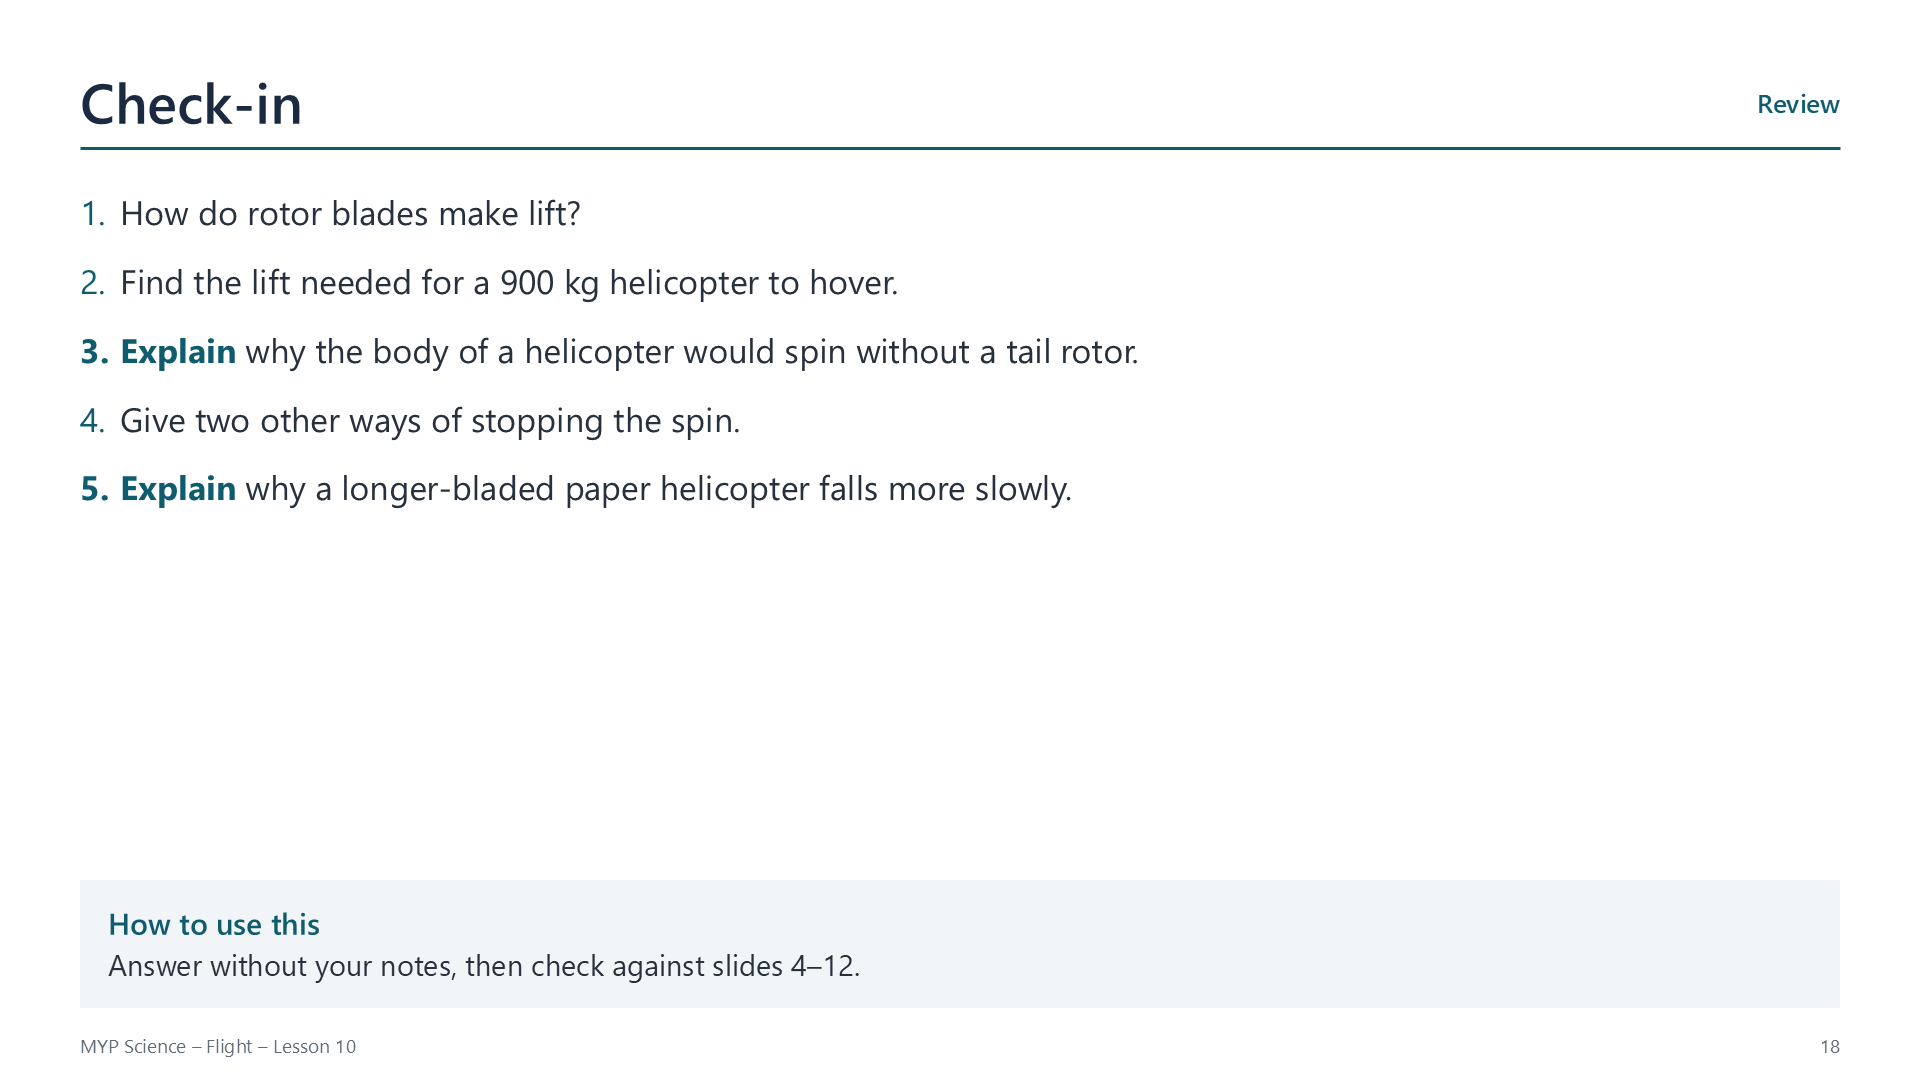 Check-in
Review
1. How do rotor blades make lift?
2. Find the lift needed for a 900 kg helicopter to hover.
3. Explain why the body of a helicopter would spin without a tail rotor.
4. Give two other ways of stopping the spin.
5. Explain why a longer-bladed paper helicopter falls more slowly.
How to use this
Answer without your notes, then check against slides 4–12.
MYP Science – Flight – Lesson 10
18